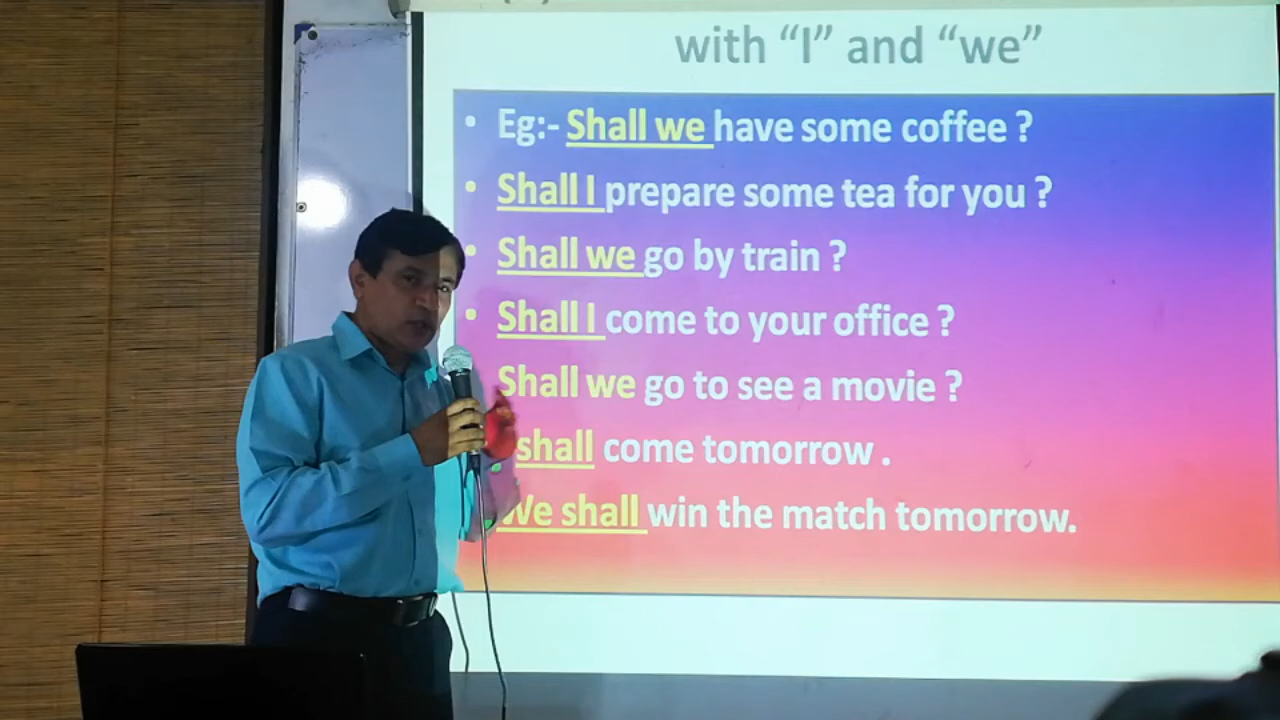 with “I” and “we”
• Eg:- Shall we have some coffee ?
• Shall I prepare some tea for you ?
• Shall we go by train ?
• Shall I come to your office ?
Shall we go to see a movie ?
shall come tomorrow .
We shall win the match tomorrow.